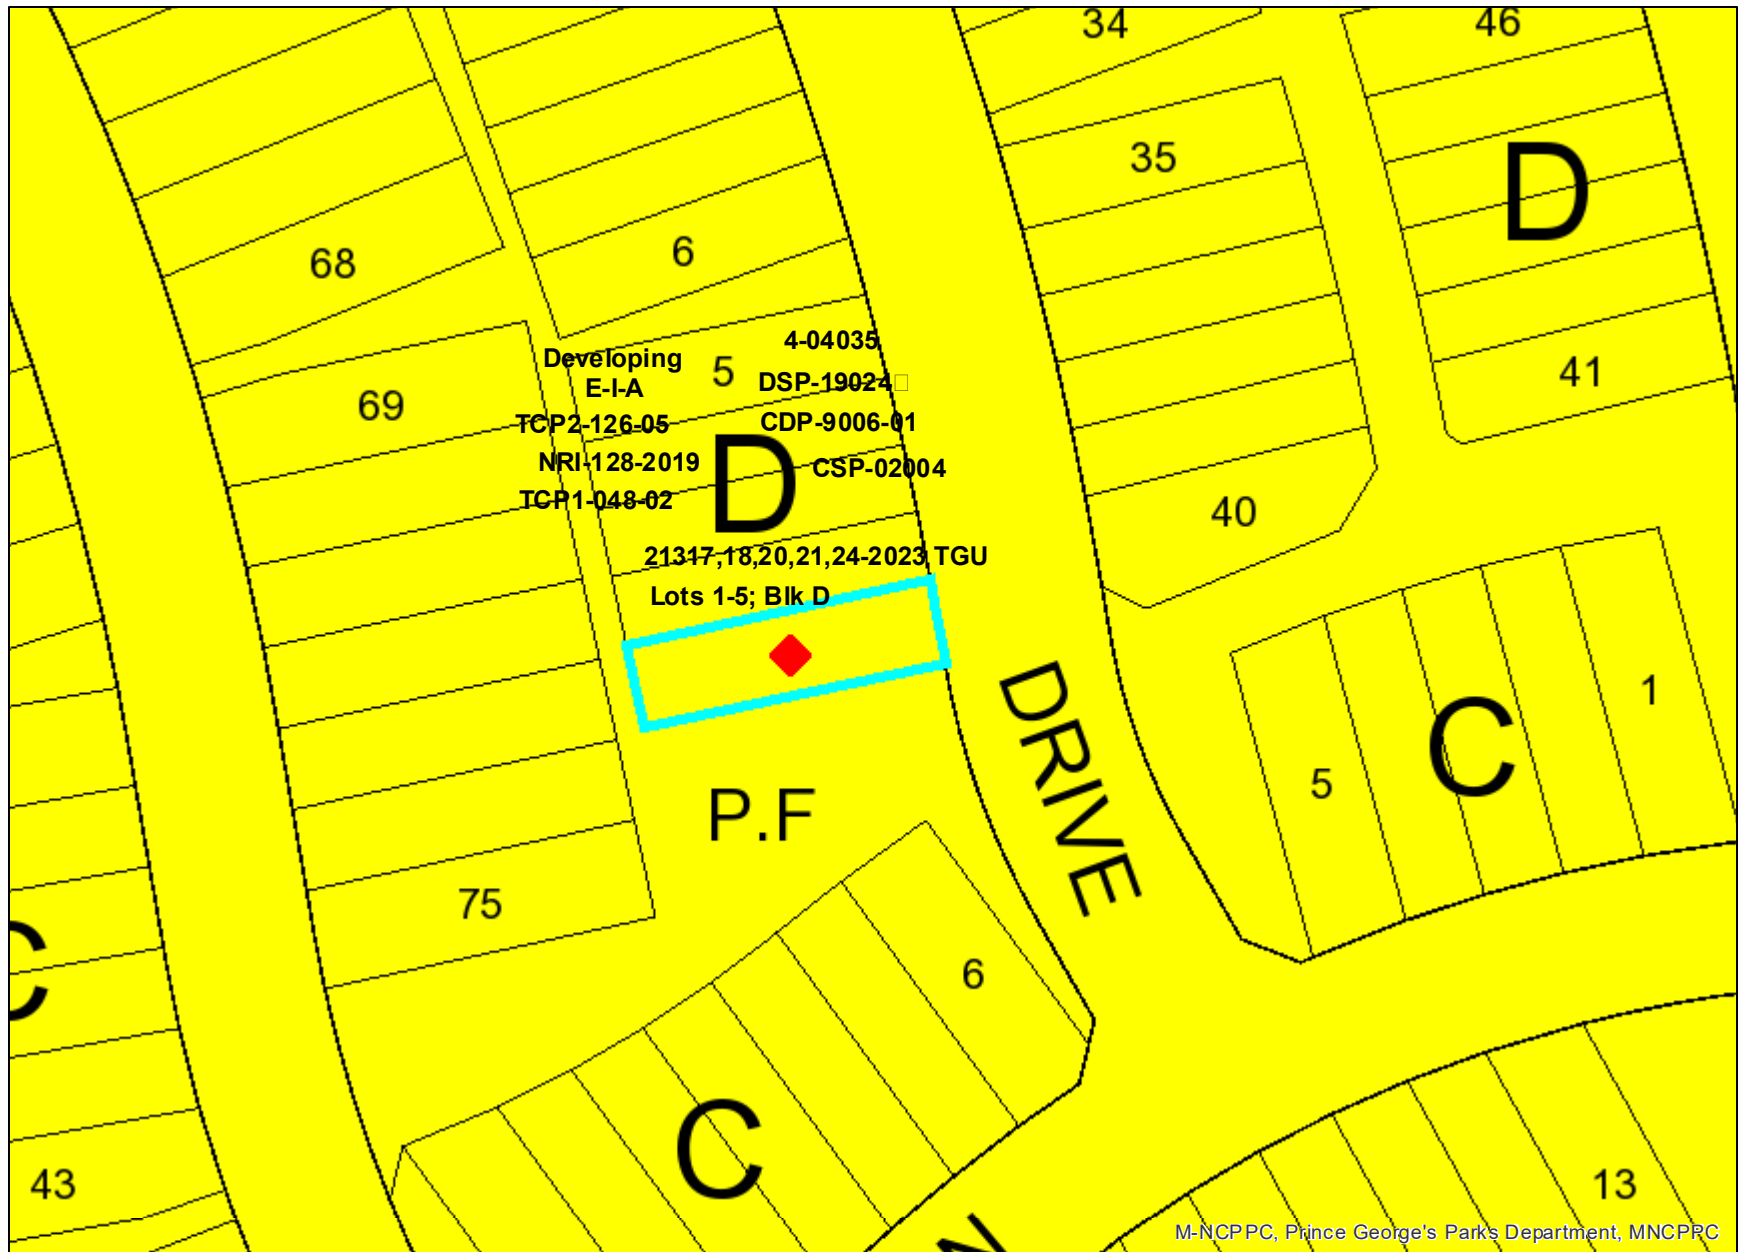 34
46
35
D
6
68
4-04035
Developing
5
41
DSP-19024
E-I-A
69
TCP2-126-05
CDP-9006-01
NRI-128-2019
D
CSP-02004
TCP1-048-02
40
21317,18,20,21,24-2023 TGU
Lots 1-5; Blk D
DRIVE
1
C
5
P.F
75
C
6
C
43
13
N
M-NCPPC, Prince George's Parks Department, MNCPPC